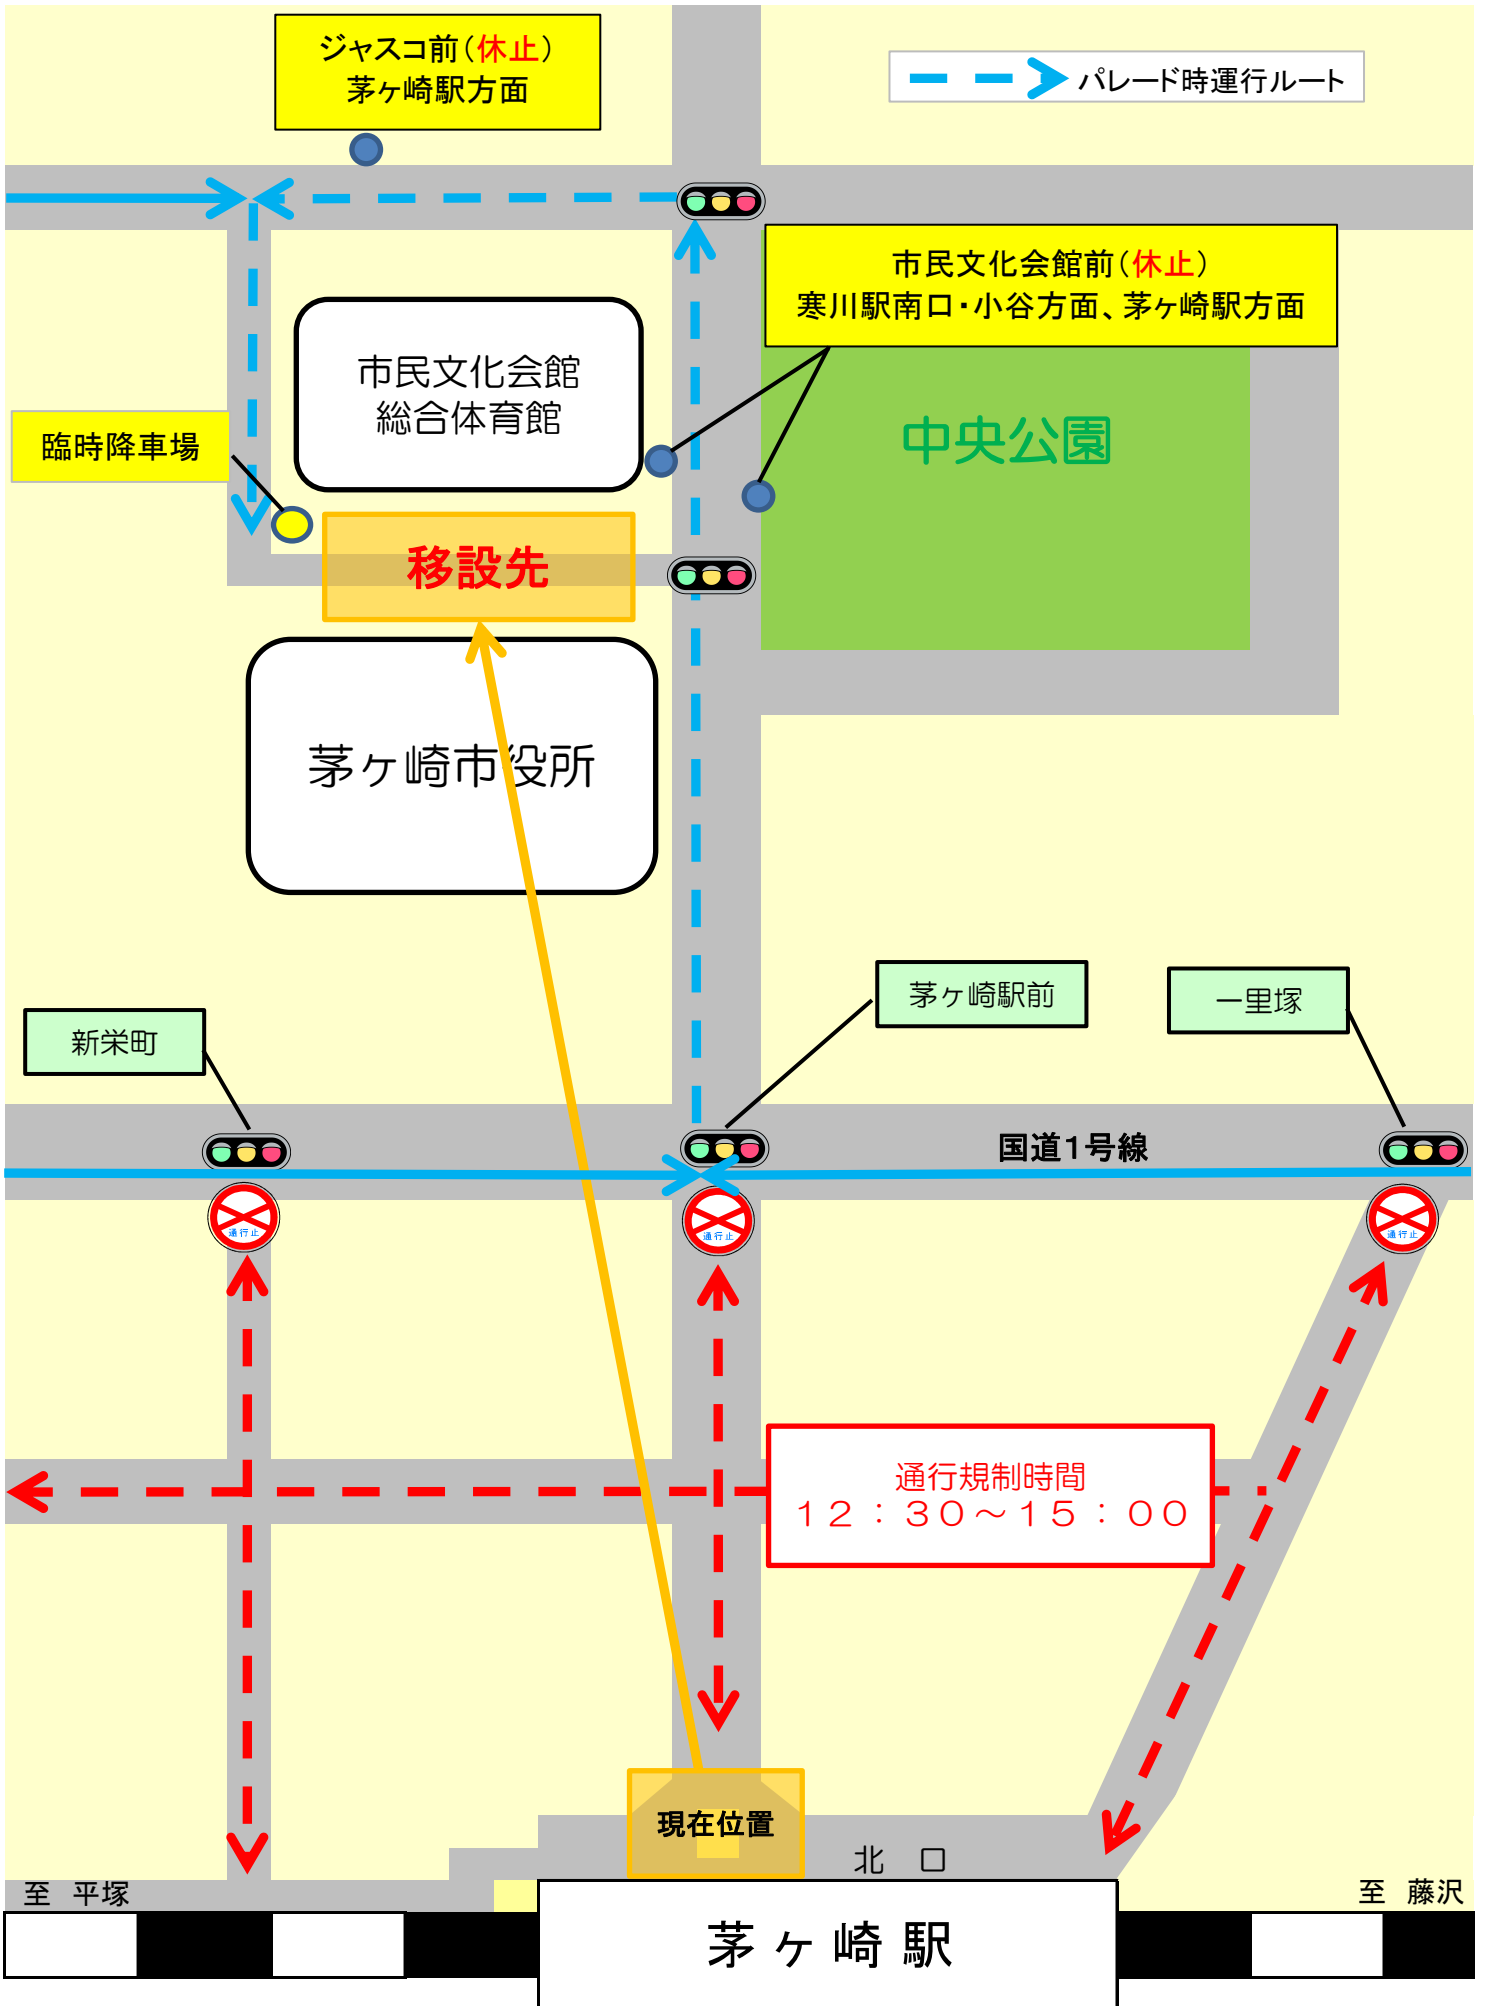 ジャスコ前（休止）
茅ヶ崎駅方面
パレード時運行ルート
市民文化会館前（休止）
寒川駅南口・小谷方面、茅ヶ崎駅方面
市民文化会館
総合体育館
中央公園
臨時降車場
移設先
茅ヶ崎市役所
茅ヶ崎駅前
一里塚
新栄町
国道１号線
通行止
通行止
通行止
通行規制時間
１２：３０～１５：００
現在位置
北　口
至　平塚
至　藤沢
茅ヶ崎駅